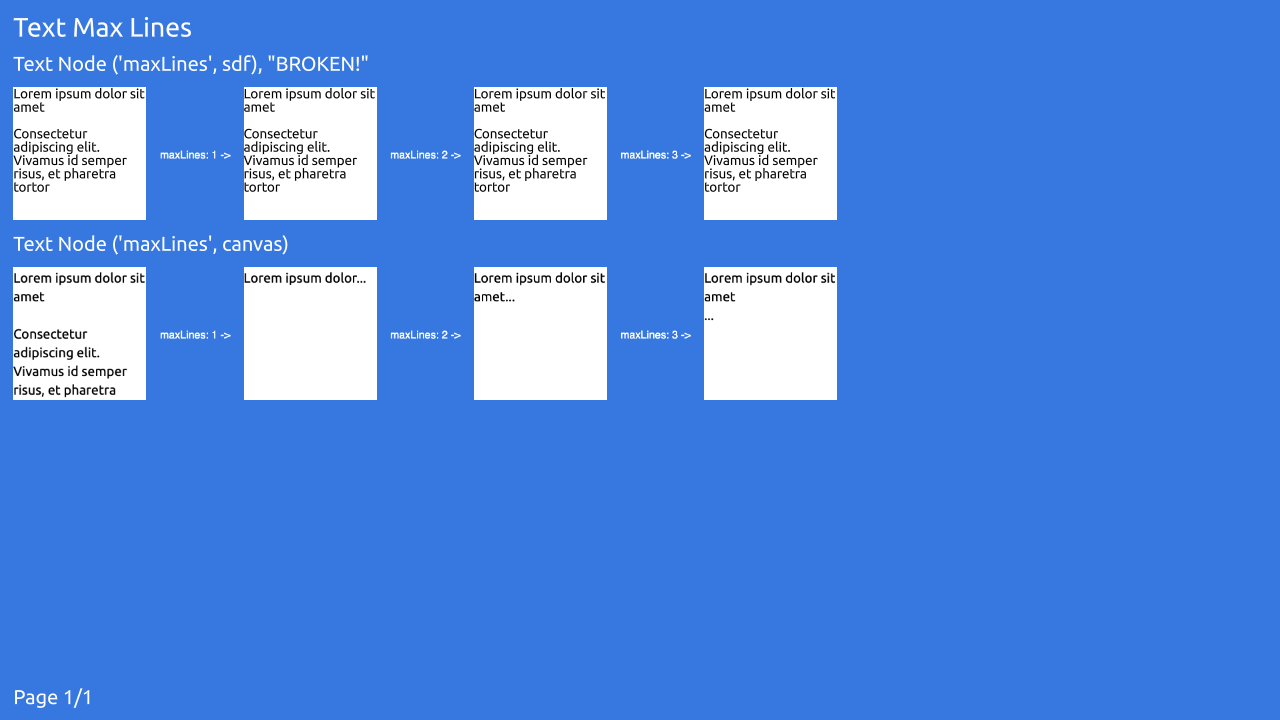 Text Max Lines
Text Node ('maxLines', sdf), "BROKEN!"
Lorem ipsum dolor sit
amet
Consectetur
adipiscing elit.
Vivamus id semper
risus, et pharetra
tortor
maxLines: 1 ->
Lorem ipsum dolor sit
amet
Consectetur
adipiscing elit.
Vivamus id semper
risus, et pharetra
tortor
maxLines: 2 ->
Lorem ipsum dolor sit
amet
Consectetur
adipiscing elit.
Vivamus id semper
risus, et pharetra
tortor
maxLines: 3 ->
Lorem ipsum dolor sit
amet
Consectetur
adipiscing elit.
Vivamus id semper
risus, et pharetra
tortor
Text Node ('maxLines', canvas)
Lorem ipsum dolor sit
amet
Consectetur
adipiscing elit.
Vivamus id semper
risus, et pharetra
maxLines: 1 ->
Lorem ipsum dolor...
maxLines: 2 ->
Lorem ipsum dolor sit
amet...
maxLines: 3 ->
Lorem ipsum dolor sit
amet
...
Page 1/1